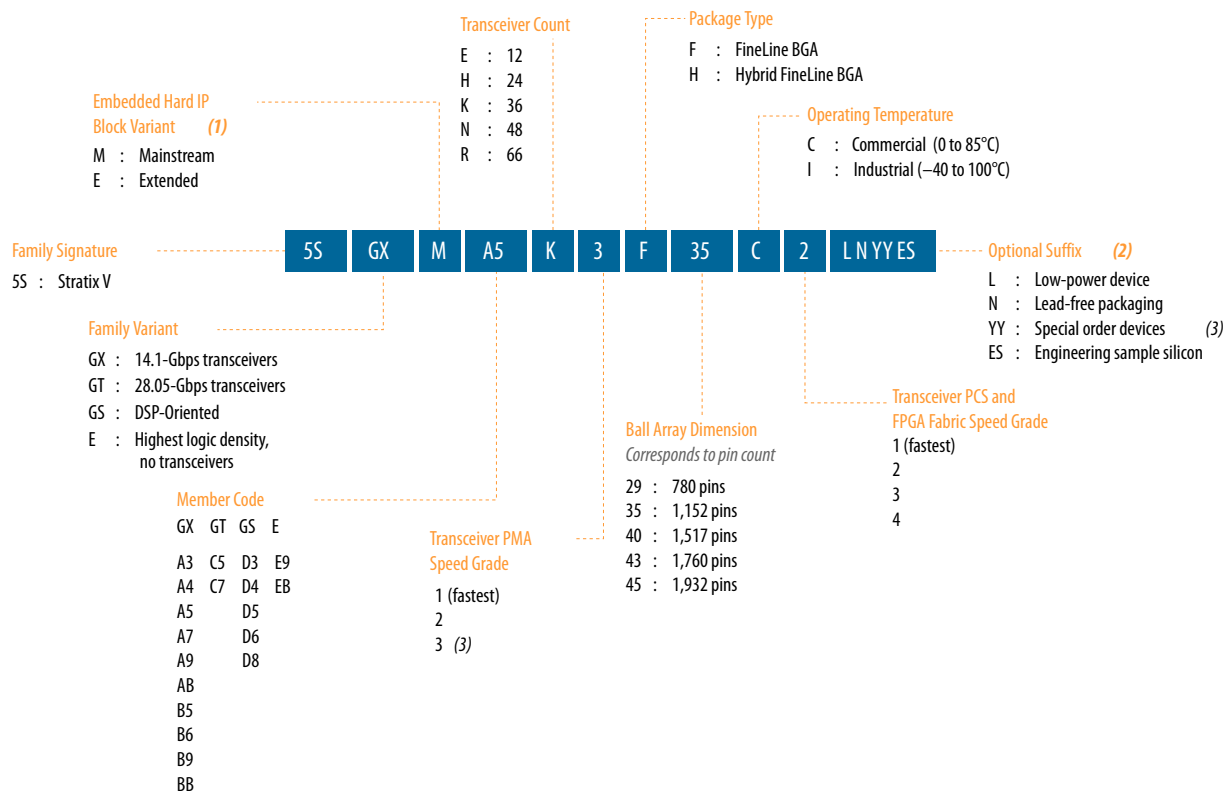 Transceiver Count
E : 12
H : 24
K : 36
N : 48
R : 66
Package Type
F : FineLine BGA
H : Hybrid FineLine BGA
Embedded Hard IP
Block Variant (1)
M : Mainstream
E : Extended
Operating Temperature
C : Commercial (0 to 85°C)
I : Industrial (–40 to 100°C)
Family Signature
5S : Stratix V
5S GX M A5 K 3 F 35 C 2 L N YY ES
Optional Suffix (2)
L : Low-power device
N : Lead-free packaging
YY : Special order devices (3)
ES : Engineering sample silicon
Family Variant
GX : 14.1-Gbps transceivers
GT : 28.05-Gbps transceivers
GS : DSP-Oriented
E : Highest logic density,
no transceivers
Member Code
GX GT GS E
A3 C5 D3 E9
A4 C7 D4 EB
A5 D5
A7 D6
A9 D8
AB
B5
B6
B9
BB
Transceiver PMA
Speed Grade
1 (fastest)
2
3 (3)
Ball Array Dimension
Corresponds to pin count
29 : 780 pins
35 : 1,152 pins
40 : 1,517 pins
43 : 1,760 pins
45 : 1,932 pins
Transceiver PCS and
FPGA Fabric Speed Grade
1 (fastest)
2
3
4